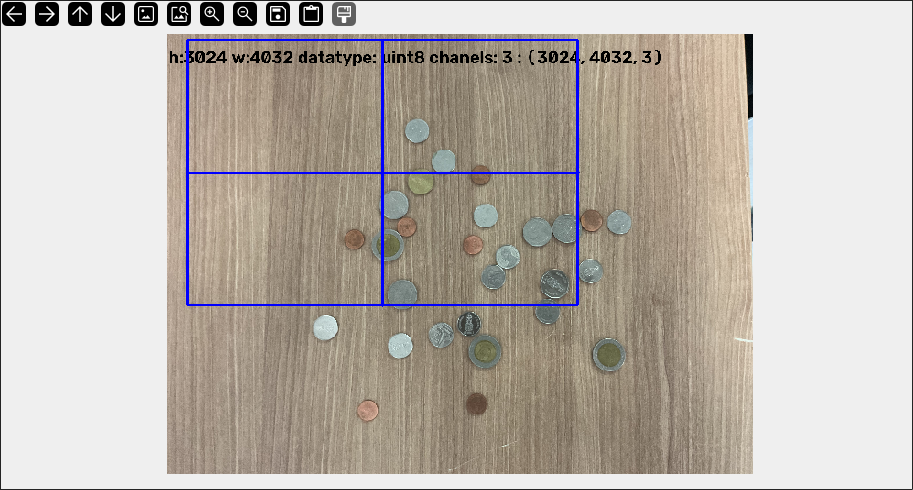 h:3024 w:4032 datatype: uint8 chanels: 3 : (3024, 4032, 3)